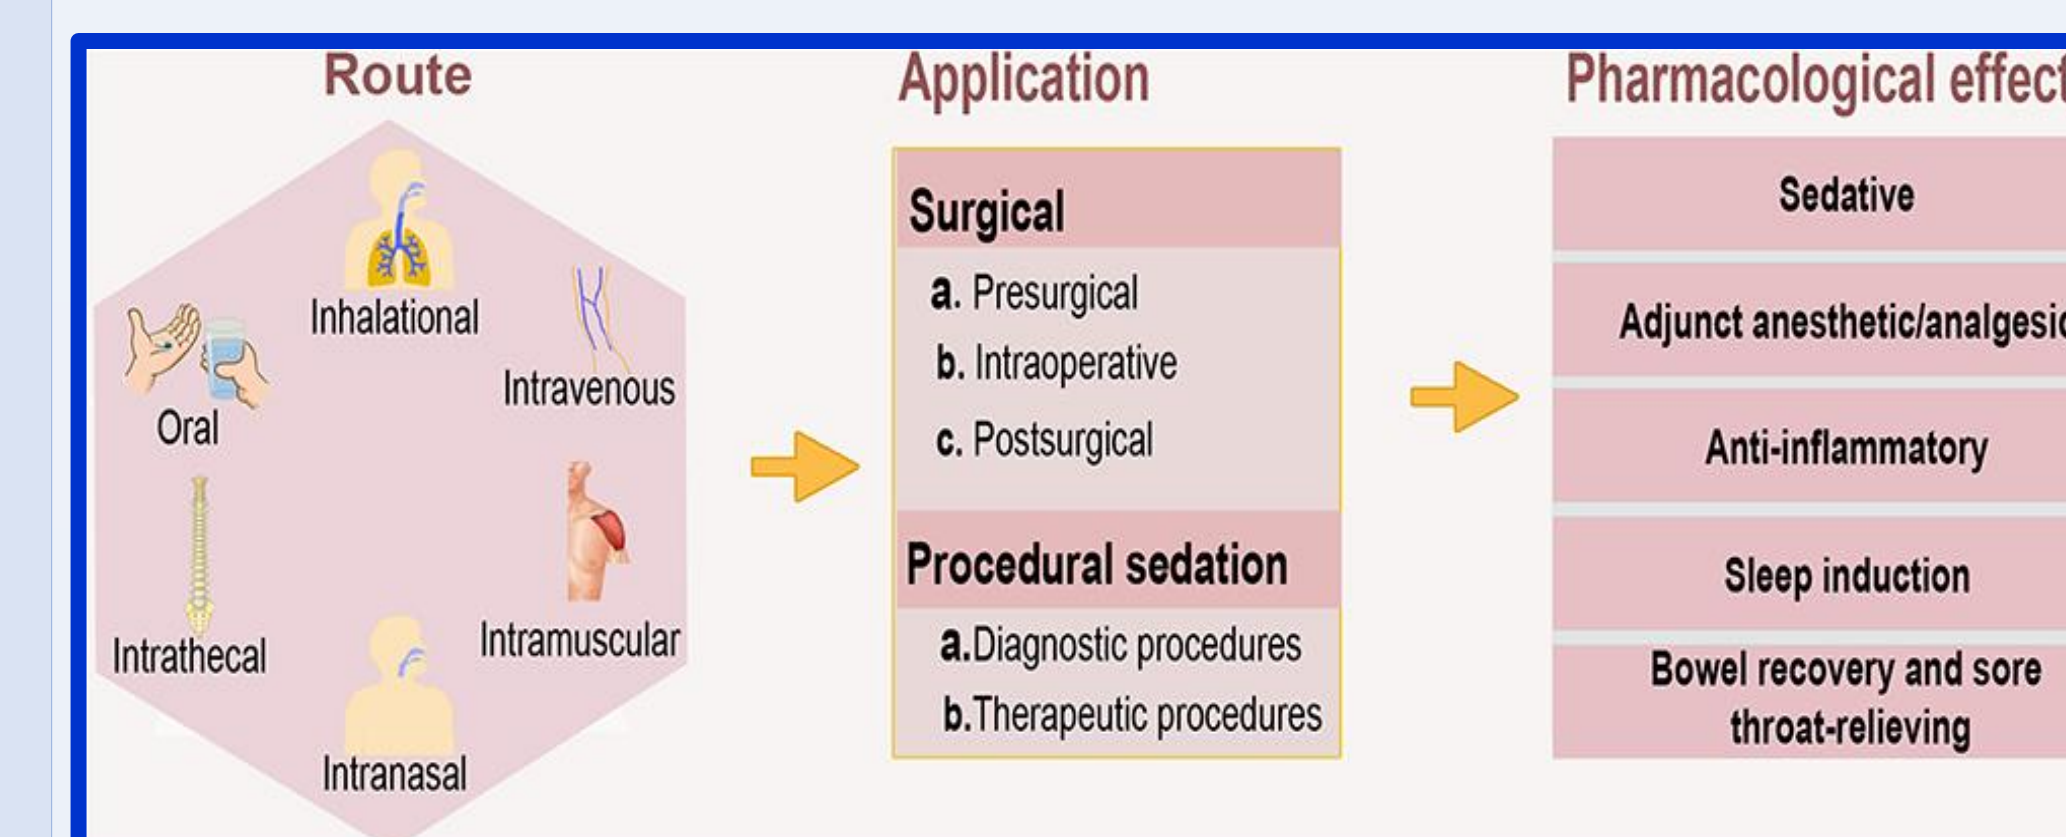 Route
Inhalational
Intravenous
Oral
Intramuscular
Intrathecal
Intranasal
Application
Surgical
a. Presurgical
b. Intraoperative
c. Postsurgical
Procedural sedation
a.Diagnostic procedures
b.Therapeutic procedures
Pharmacological effect
Sedative
Adjunct anesthetic/analgesic
Anti-inflammatory
Sleep induction
Bowel recovery and sore
throat-relieving